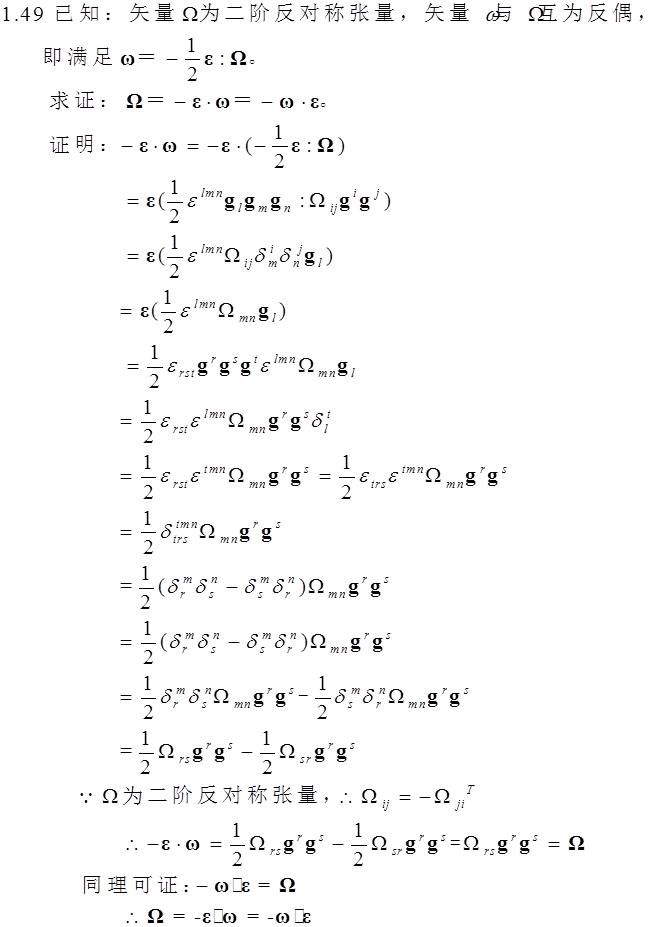 1.49 已知：矢量 Ω为二阶反对称张量，矢量 ω与 Ω互为反偶，
即满足 ω = −1/2 ε : Ω。
求证： Ω = − ε · ω = − ω · ε。
证明：− ε · ω = −ε · (−1/2 ε : Ω)
= ε(1/2 ε^{lmn} g_l g_m g_n : Ω_{ij} g^i g^j)
= ε(1/2 ε^{lmn} Ω_{ij} δ^i_m δ^j_n g_l)
= ε(1/2 ε^{lmn} Ω_{mn} g_l)
= 1/2 ε_{rst} g^r g^s g^t ε^{lmn} Ω_{mn} g_l
= 1/2 ε_{rst} ε^{lmn} Ω_{mn} g^r g^s δ^t_l
= 1/2 ε_{rst} ε^{tmn} Ω_{mn} g^r g^s = 1/2 ε_{trs} ε^{tmn} Ω_{mn} g^r g^s
= 1/2 δ^{tmn}_{trs} Ω_{mn} g^r g^s
= 1/2 (δ^m_r δ^n_s − δ^m_s δ^n_r) Ω_{mn} g^r g^s
= 1/2 (δ^m_r δ^n_s − δ^m_s δ^n_r) Ω_{mn} g^r g^s
= 1/2 δ^m_r δ^n_s Ω_{mn} g^r g^s − 1/2 δ^m_s δ^n_r Ω_{mn} g^r g^s
= 1/2 Ω_{rs} g^r g^s − 1/2 Ω_{sr} g^r g^s
∵ Ω为二阶反对称张量，∴ Ω_{ij} = −Ω_{ji}^T
∴ −ε · ω = 1/2 Ω_{rs} g^r g^s − 1/2 Ω_{sr} g^r g^s = Ω_{rs} g^r g^s = Ω
同理可证：− ω□ε = Ω
∴ Ω = -ε□ω = -ω□ε